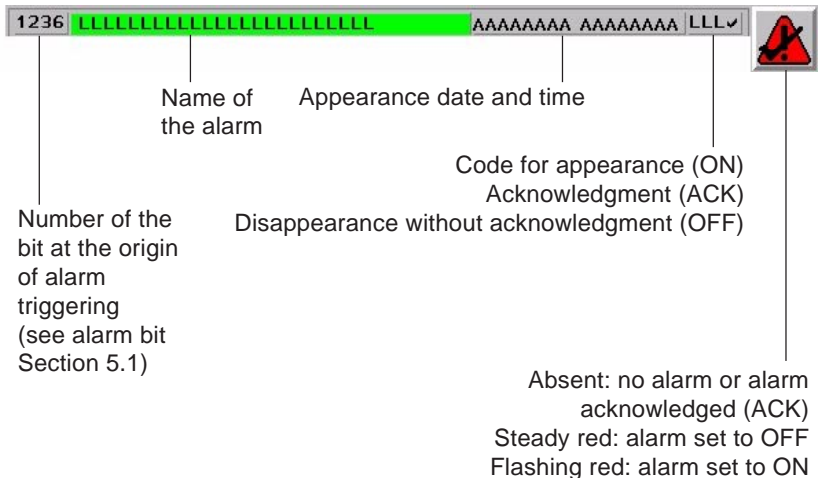 1236 LLLLLLLLLLLLLLLLLLLLLLLL AAAAAAAA AAAAAAAA LLL✓
Name of
the alarm
Appearance date and time
Code for appearance (ON)
Acknowledgment (ACK)
Disappearance without acknowledgment (OFF)
Number of the
bit at the origin
of alarm
triggering
(see alarm bit
Section 5.1)
Absent: no alarm or alarm
acknowledged (ACK)
Steady red: alarm set to OFF
Flashing red: alarm set to ON